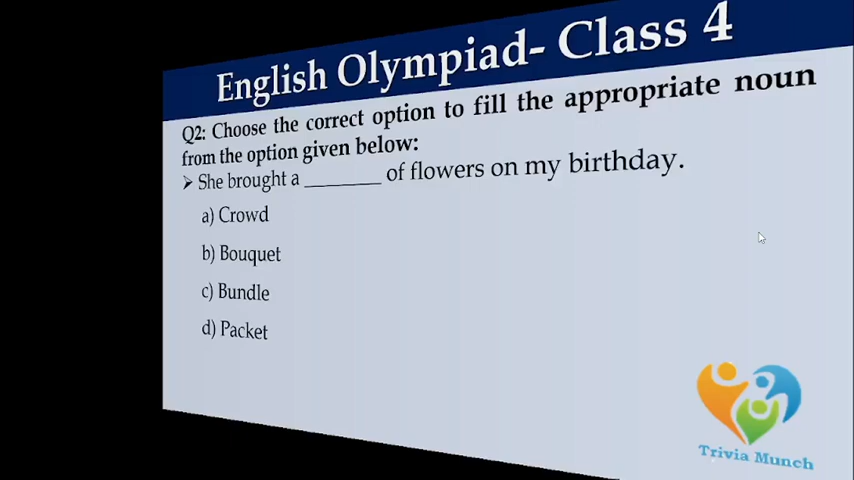 English Olympiad- Class 4
Q2: Choose the correct option to fill the appropriate noun
from the option given below:
➤ She brought a ________ of flowers on my birthday.
a) Crowd
b) Bouquet
c) Bundle
d) Packet
Trivia Munch